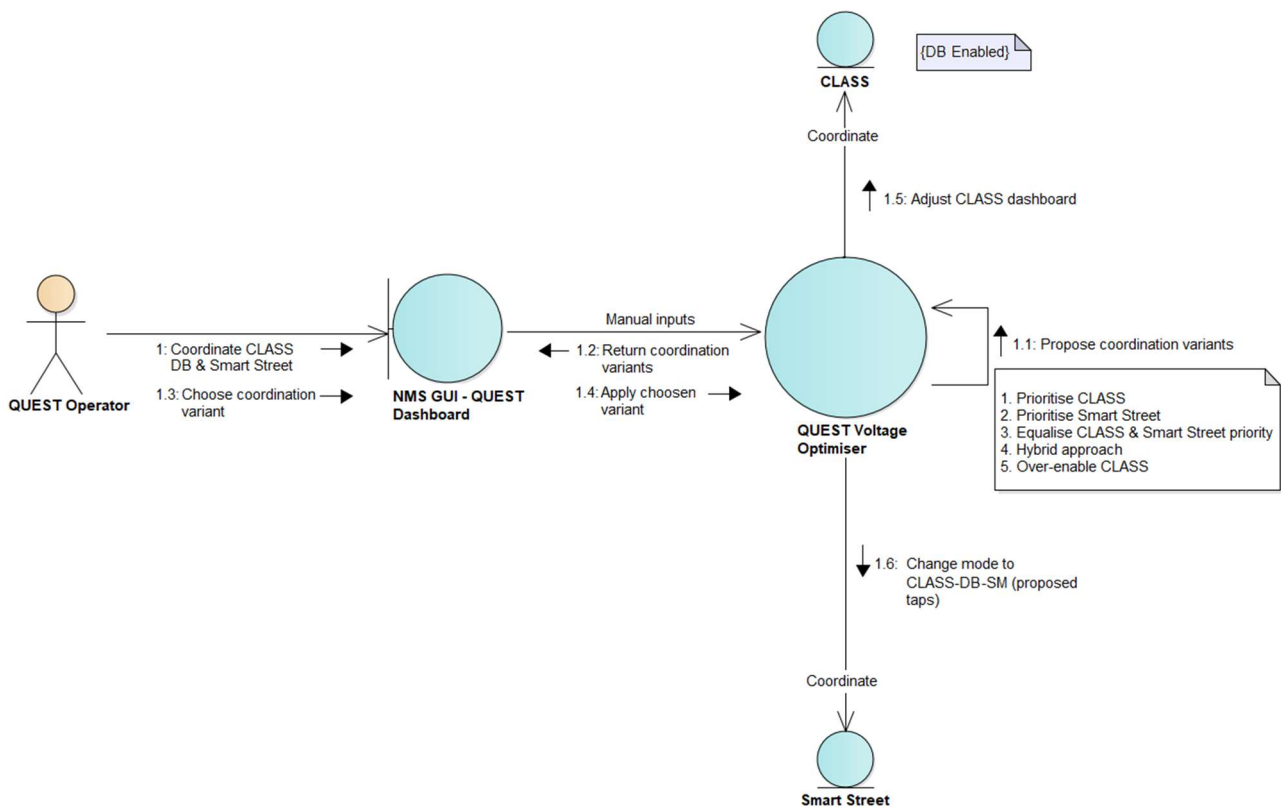 {DB Enabled}
CLASS
Coordinate
1.5: Adjust CLASS dashboard
Manual inputs
1: Coordinate CLASS
DB & Smart Street
1.2: Return coordination
variants
1.1: Propose coordination variants
1.3: Choose coordination
variant
1.4: Apply choosen
variant
QUEST Operator
NMS GUI - QUEST
Dashboard
QUEST Voltage
Optimiser
1. Prioritise CLASS
2. Prioritise Smart Street
3. Equalise CLASS & Smart Street priority
4. Hybrid approach
5. Over-enable CLASS
1.6: Change mode to
CLASS-DB-SM (proposed
taps)
Coordinate
Smart Street